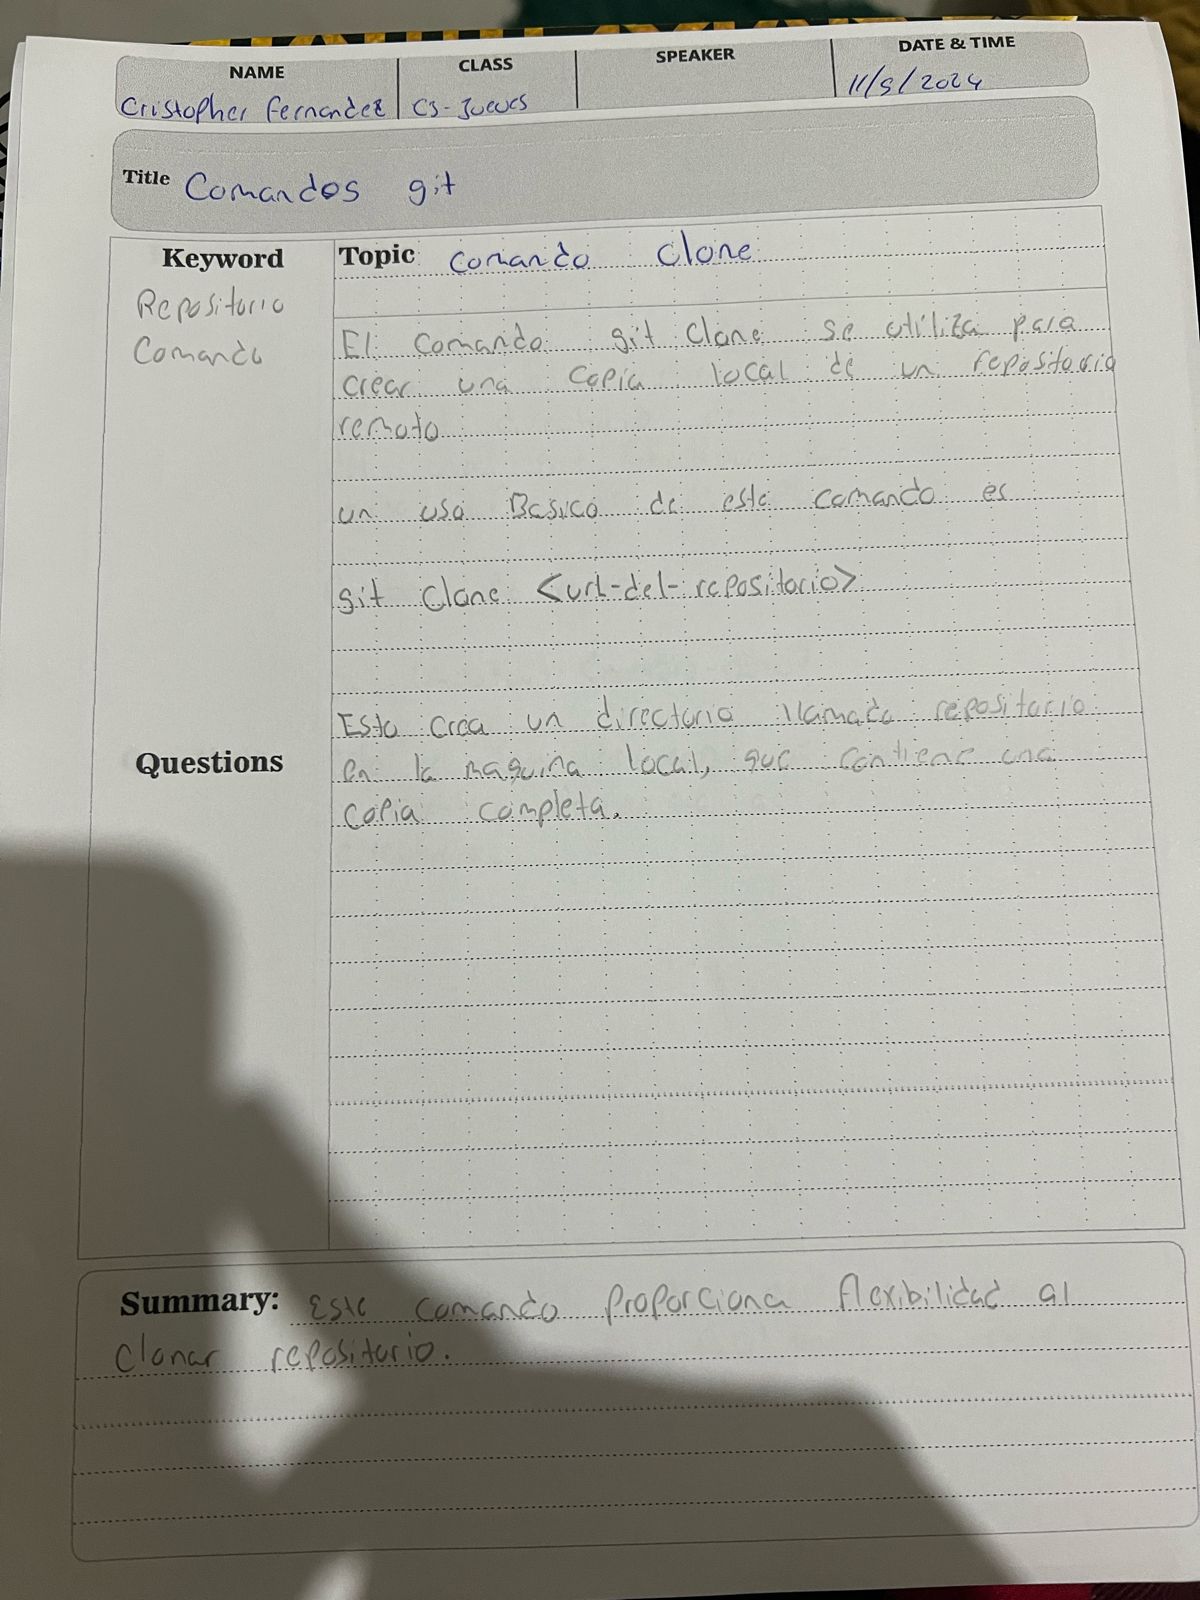 NAME CLASS SPEAKER DATE & TIME
Cristopher Fernandez CS-Jueves 11/5/2024
Title Comandos git
Keyword
Repositorio
Comando
Topic Comando Clone
El Comando git Clone se utiliza para
crear una Copia local de un repositorio
remoto
un uso Basico de este comando es
git Clone <url-del-repositorio>
Esto crea un directorio llamado repositorio
en la maquina local, que contiene una
Copia completa.
Questions
Summary: Este comando proporciona flexibilidad al
Clonar repositorio.